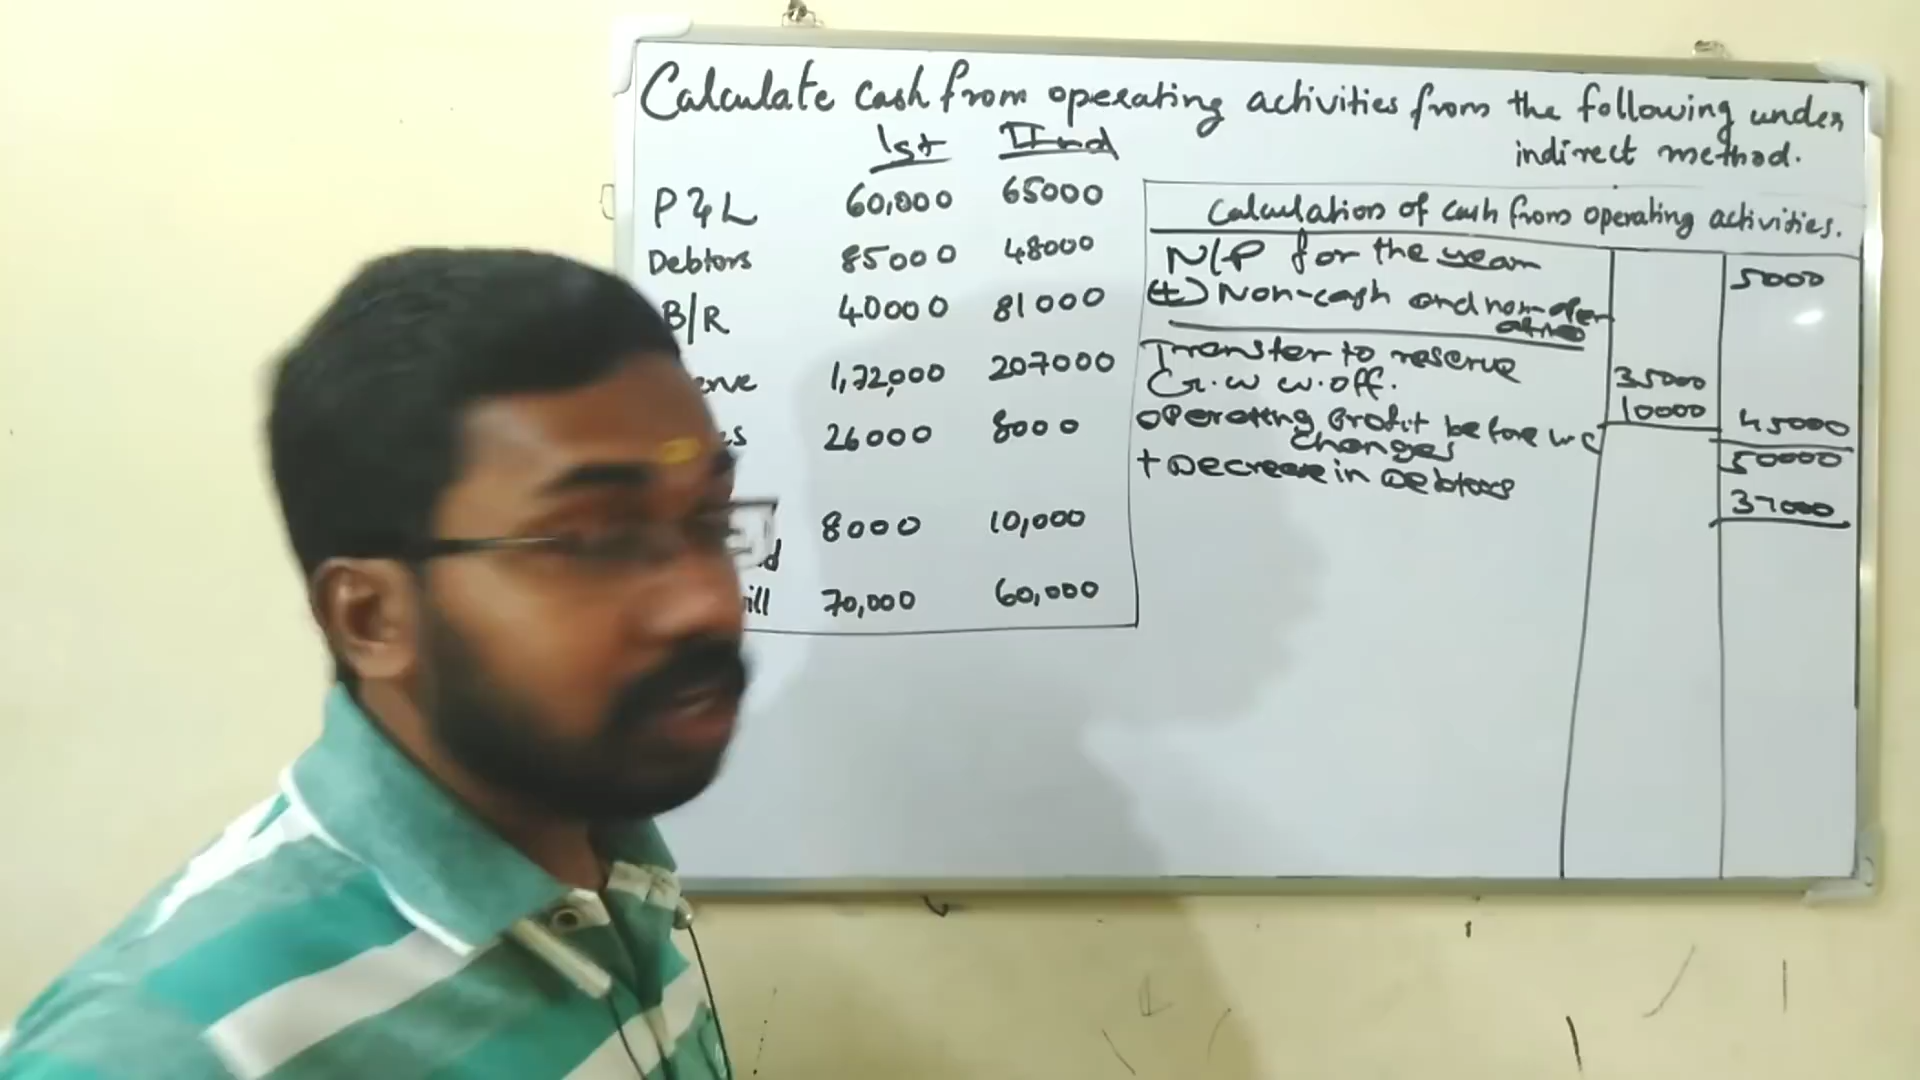 Calculate cash from operating activities from the following under
indirect method.
Ist IInd
P & L 60,000 65000
Debtors 85000 48000
B/R 40000 81000
erve 1,72,000 207000
es 26000 8000
d 8000 10,000
ill 70,000 60,000
Calculation of cash from operating activities.
N/P for the year 5000
(+) Non-cash and non-oper
Transfer to reserve 35000
G.w w.off. 10000 45000
Operating Profit before w c
changes 50000
+ Decrease in Debtors 37000